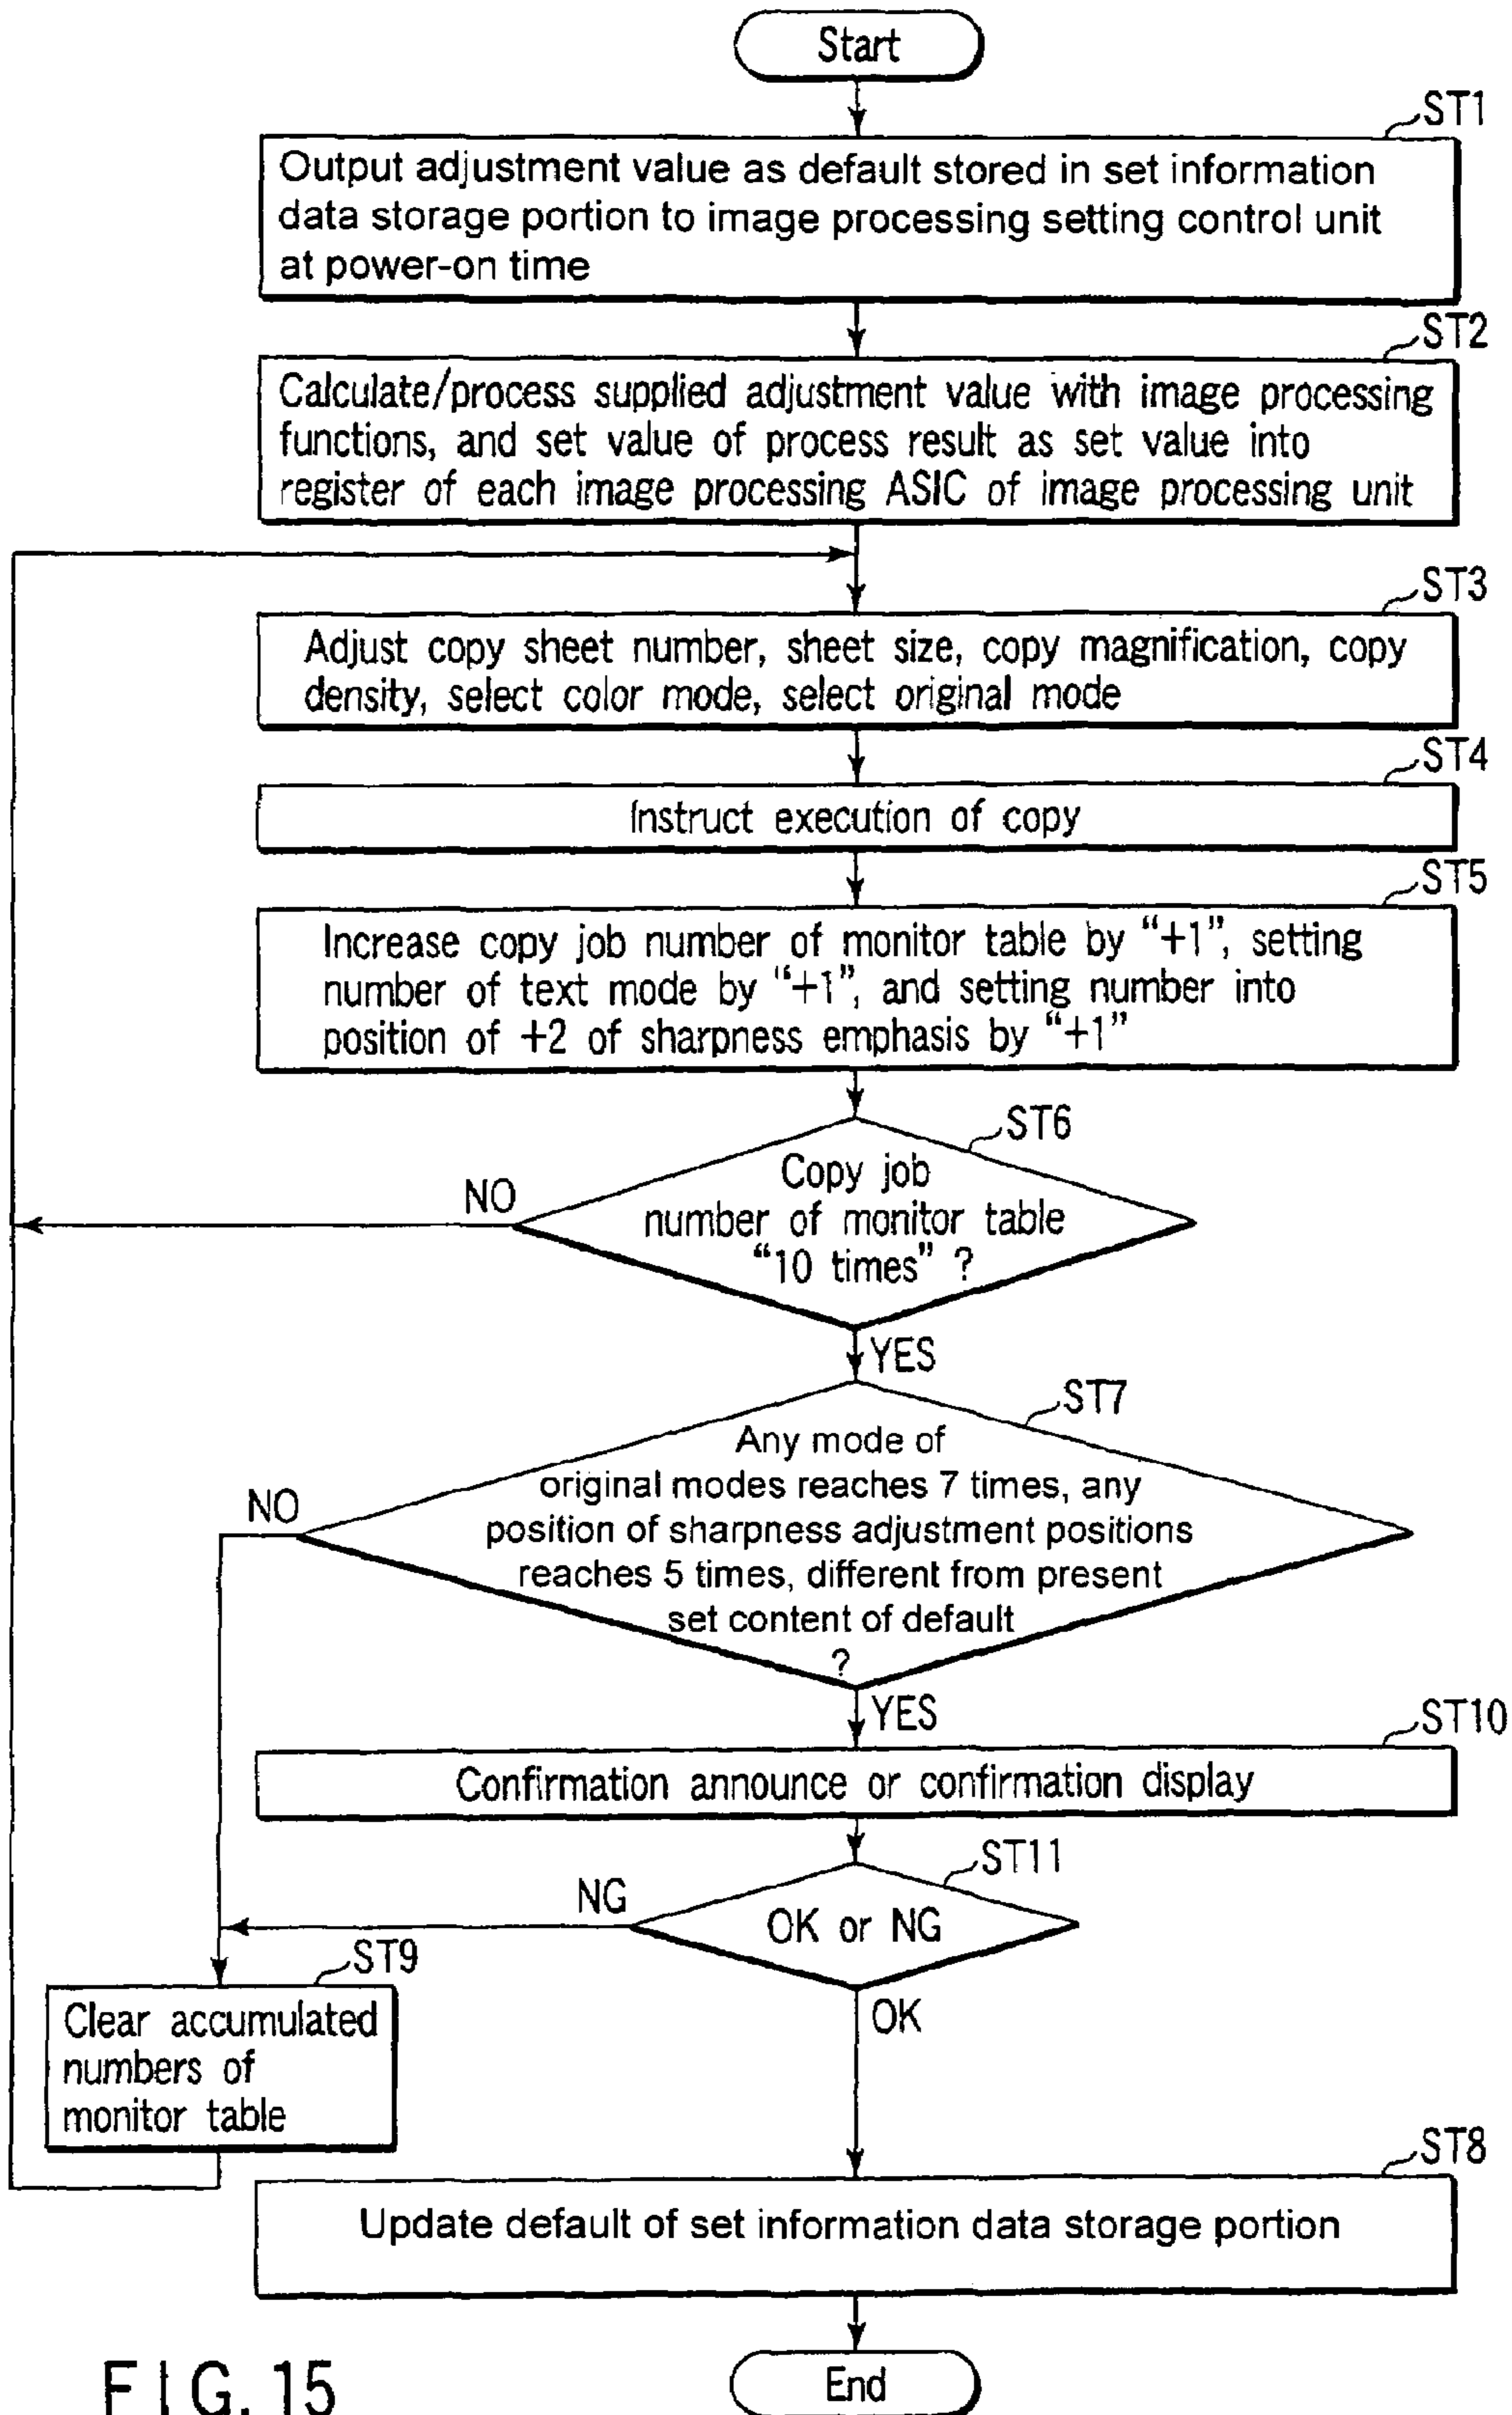 Start
ST1
Output adjustment value as default stored in set information
data storage portion to image processing setting control unit
at power-on time
ST2
Calculate/process supplied adjustment value with image processing
functions, and set value of process result as set value into
register of each image processing ASIC of image processing unit
ST3
Adjust copy sheet number, sheet size, copy magnification, copy
density, select color mode, select original mode
ST4
Instruct execution of copy
ST5
Increase copy job number of monitor table by “+1”, setting
number of text mode by “+1”, and setting number into
position of +2 of sharpness emphasis by “+1”
ST6
Copy job
number of monitor table
“10 times” ?
NO
YES
ST7
Any mode of
original modes reaches 7 times, any
position of sharpness adjustment positions
reaches 5 times, different from present
set content of default
?
NO
YES
ST10
Confirmation announce or confirmation display
ST11
OK or NG
NG
OK
ST9
Clear accumulated
numbers of
monitor table
ST8
Update default of set information data storage portion
End
FIG. 15